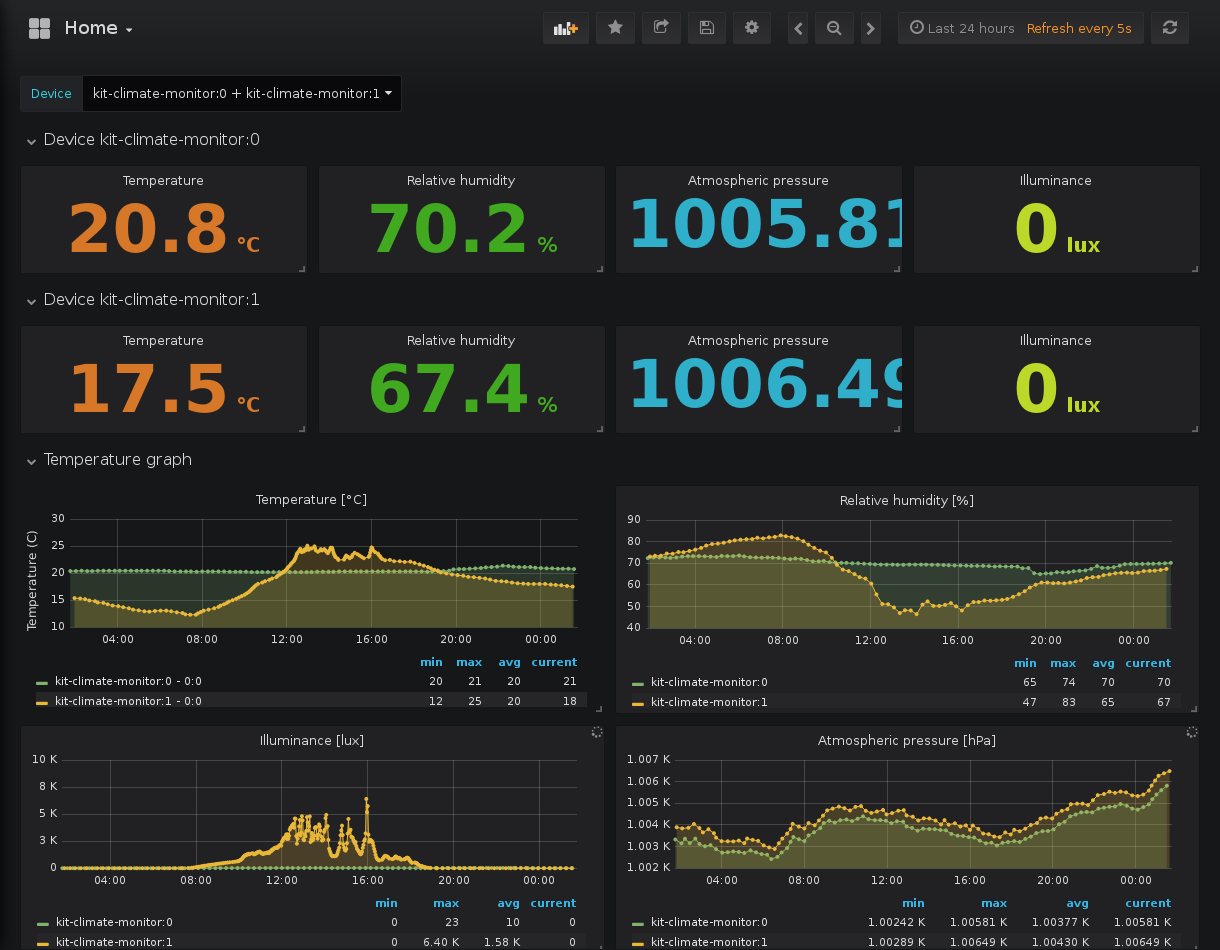 Home
Last 24 hours Refresh every 5s
Device kit-climate-monitor:0 + kit-climate-monitor:1
Device kit-climate-monitor:0
Temperature Relative humidity Atmospheric pressure Illuminance
20.8 °C 70.2 % 1005.81 0 lux
Device kit-climate-monitor:1
Temperature Relative humidity Atmospheric pressure Illuminance
17.5 °C 67.4 % 1006.49 0 lux
Temperature graph
Temperature [°C]
Temperature (C)
30
25
20
15
10
04:00 08:00 12:00 16:00 20:00 00:00
min max avg current
kit-climate-monitor:0 - 0:0 20 21 20 21
kit-climate-monitor:1 - 0:0 12 25 20 18
Relative humidity [%]
90
80
70
60
50
40
04:00 08:00 12:00 16:00 20:00 00:00
min max avg current
kit-climate-monitor:0 65 74 70 70
kit-climate-monitor:1 47 83 65 67
Illuminance [lux]
10 K
8 K
5 K
3 K
0
04:00 08:00 12:00 16:00 20:00 00:00
min max avg current
kit-climate-monitor:0 0 23 10 0
kit-climate-monitor:1 0 6.40 K 1.58 K 0
Atmospheric pressure [hPa]
1.007 K
1.006 K
1.005 K
1.004 K
1.003 K
1.002 K
04:00 08:00 12:00 16:00 20:00 00:00
min max avg current
kit-climate-monitor:0 1.00242 K 1.00581 K 1.00377 K 1.00581 K
kit-climate-monitor:1 1.00289 K 1.00649 K 1.00430 K 1.00649 K